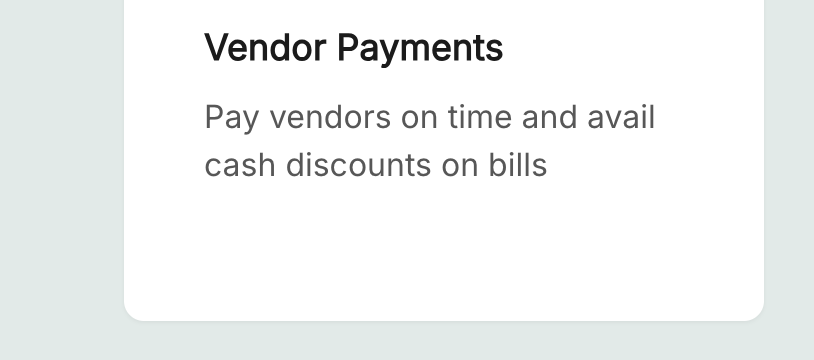 Vendor Payments
Pay vendors on time and avail
cash discounts on bills